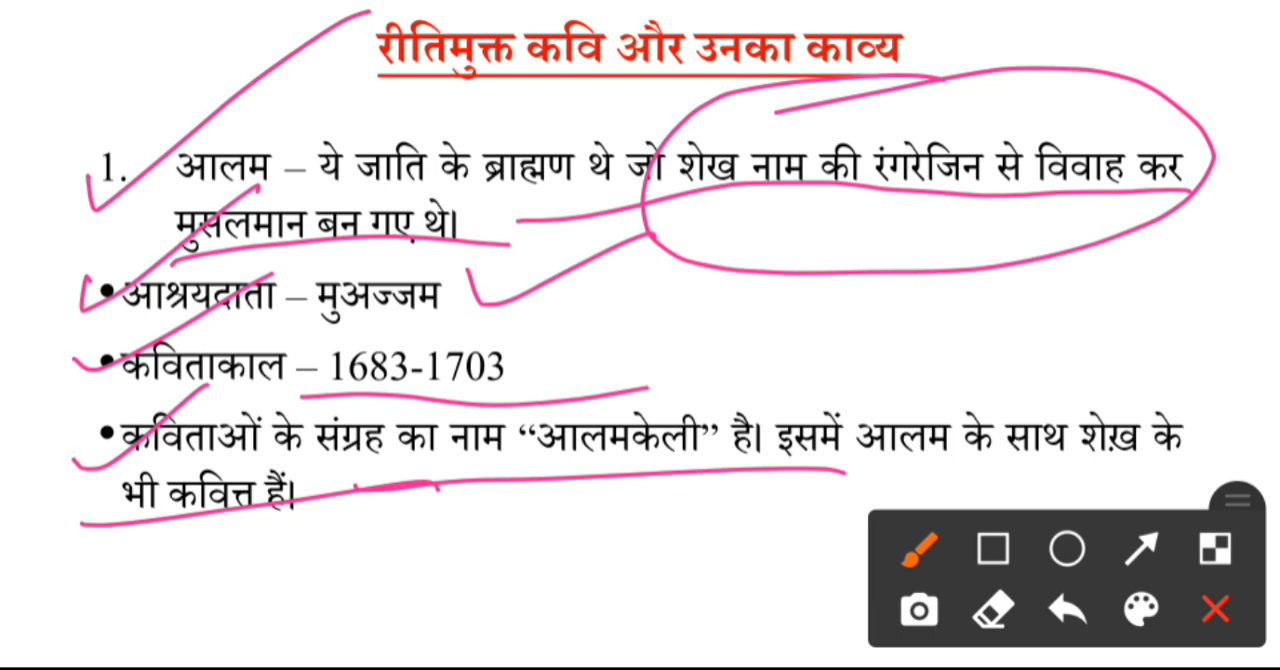 रीतिमुक्त कवि और उनका काव्य
1. आलम – ये जाति के ब्राह्मण थे जो शेख नाम की रंगरेजिन से विवाह कर
मुसलमान बन गए थे।
• आश्रयदाता – मुअज्जम
• कविताकाल – 1683-1703
• कविताओं के संग्रह का नाम “आलमकेली” है। इसमें आलम के साथ शेख़ के
भी कवित्त हैं।